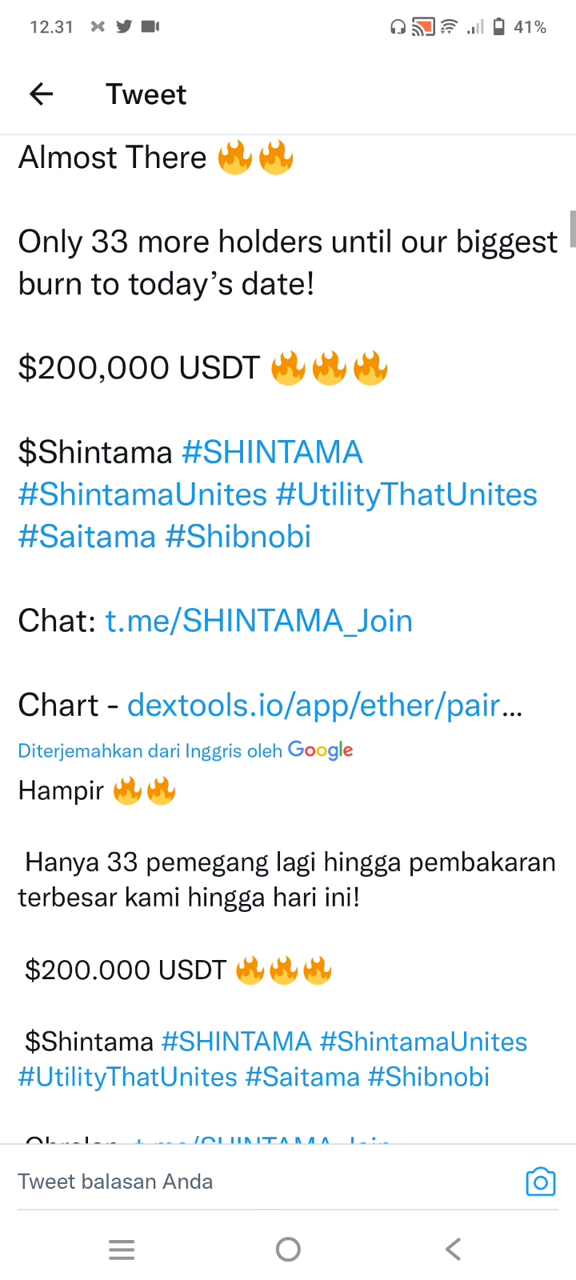 12.31
41%
Tweet
Almost There 🔥🔥
Only 33 more holders until our biggest
burn to today’s date!
$200,000 USDT 🔥🔥🔥
$Shintama #SHINTAMA
#ShintamaUnites #UtilityThatUnites
#Saitama #Shibnobi
Chat: t.me/SHINTAMA_Join
Chart - dextools.io/app/ether/pair...
Diterjemahkan dari Inggris oleh Google
Hampir 🔥🔥
Hanya 33 pemegang lagi hingga pembakaran
terbesar kami hingga hari ini!
$200.000 USDT 🔥🔥🔥
$Shintama #SHINTAMA #ShintamaUnites
#UtilityThatUnites #Saitama #Shibnobi
t.me/SHINTAMA_Join
Tweet balasan Anda